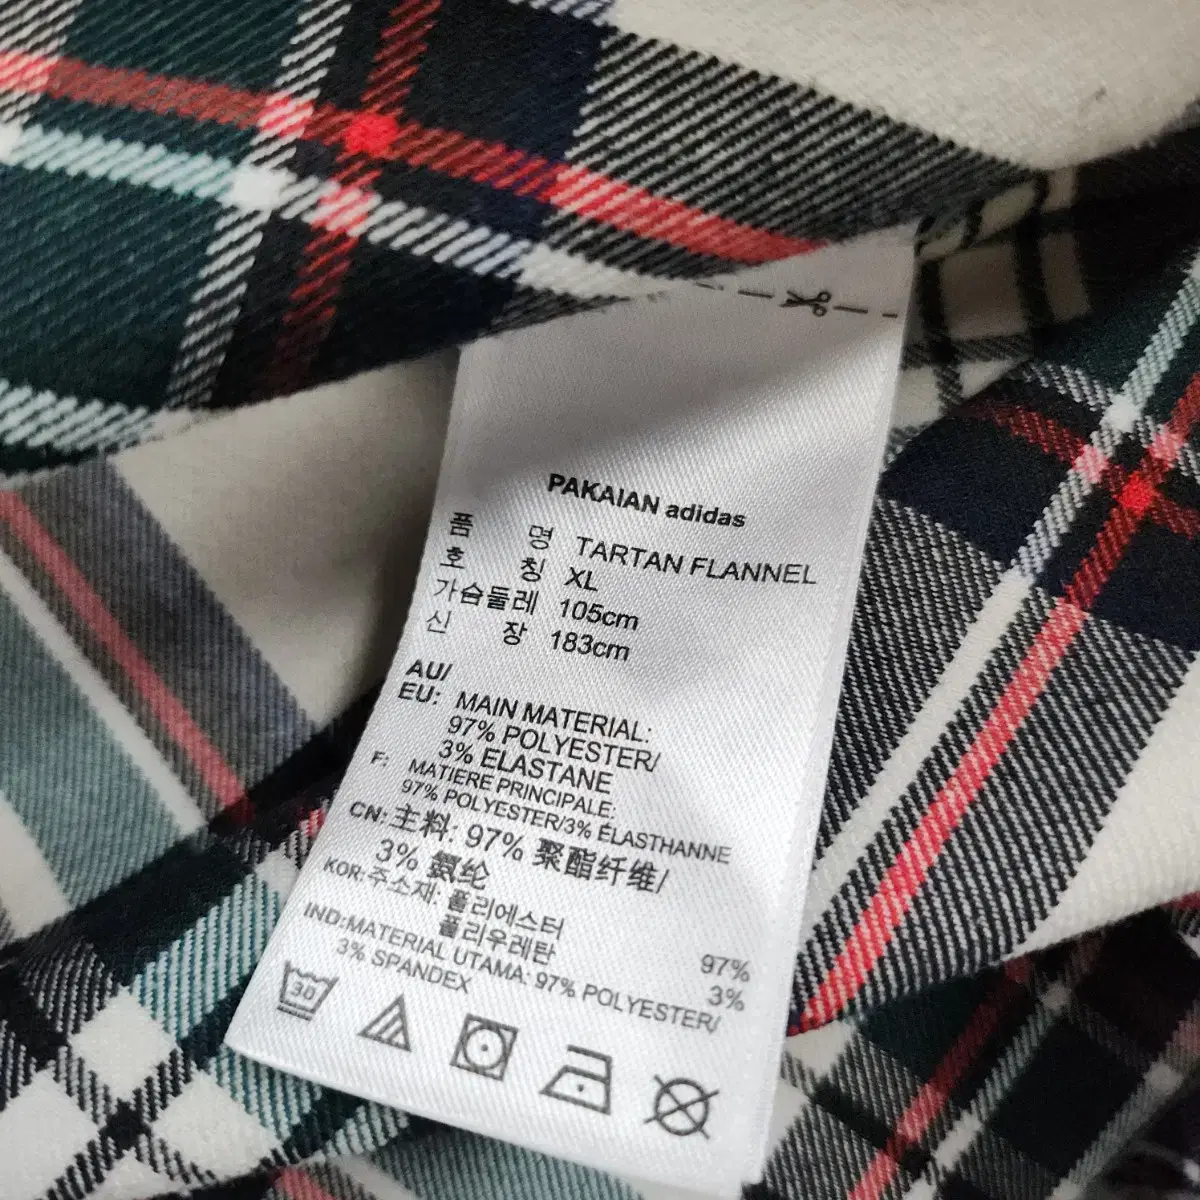 PAKAIAN adidas
품 명 TARTAN FLANNEL
호 칭 XL
가슴둘레 105cm
신 장 183cm
AU/
EU: MAIN MATERIAL:
97% POLYESTER/
3% ELASTANE
F: MATIERE PRINCIPALE:
97% POLYESTER/3% ÉLASTHANNE
CN: 主料: 97% 聚酯纤维/
3% 氨纶
KOR: 주소재: 폴리에스터 97%
폴리우레탄 3%
IND:MATERIAL UTAMA: 97% POLYESTER/
3% SPANDEX
30